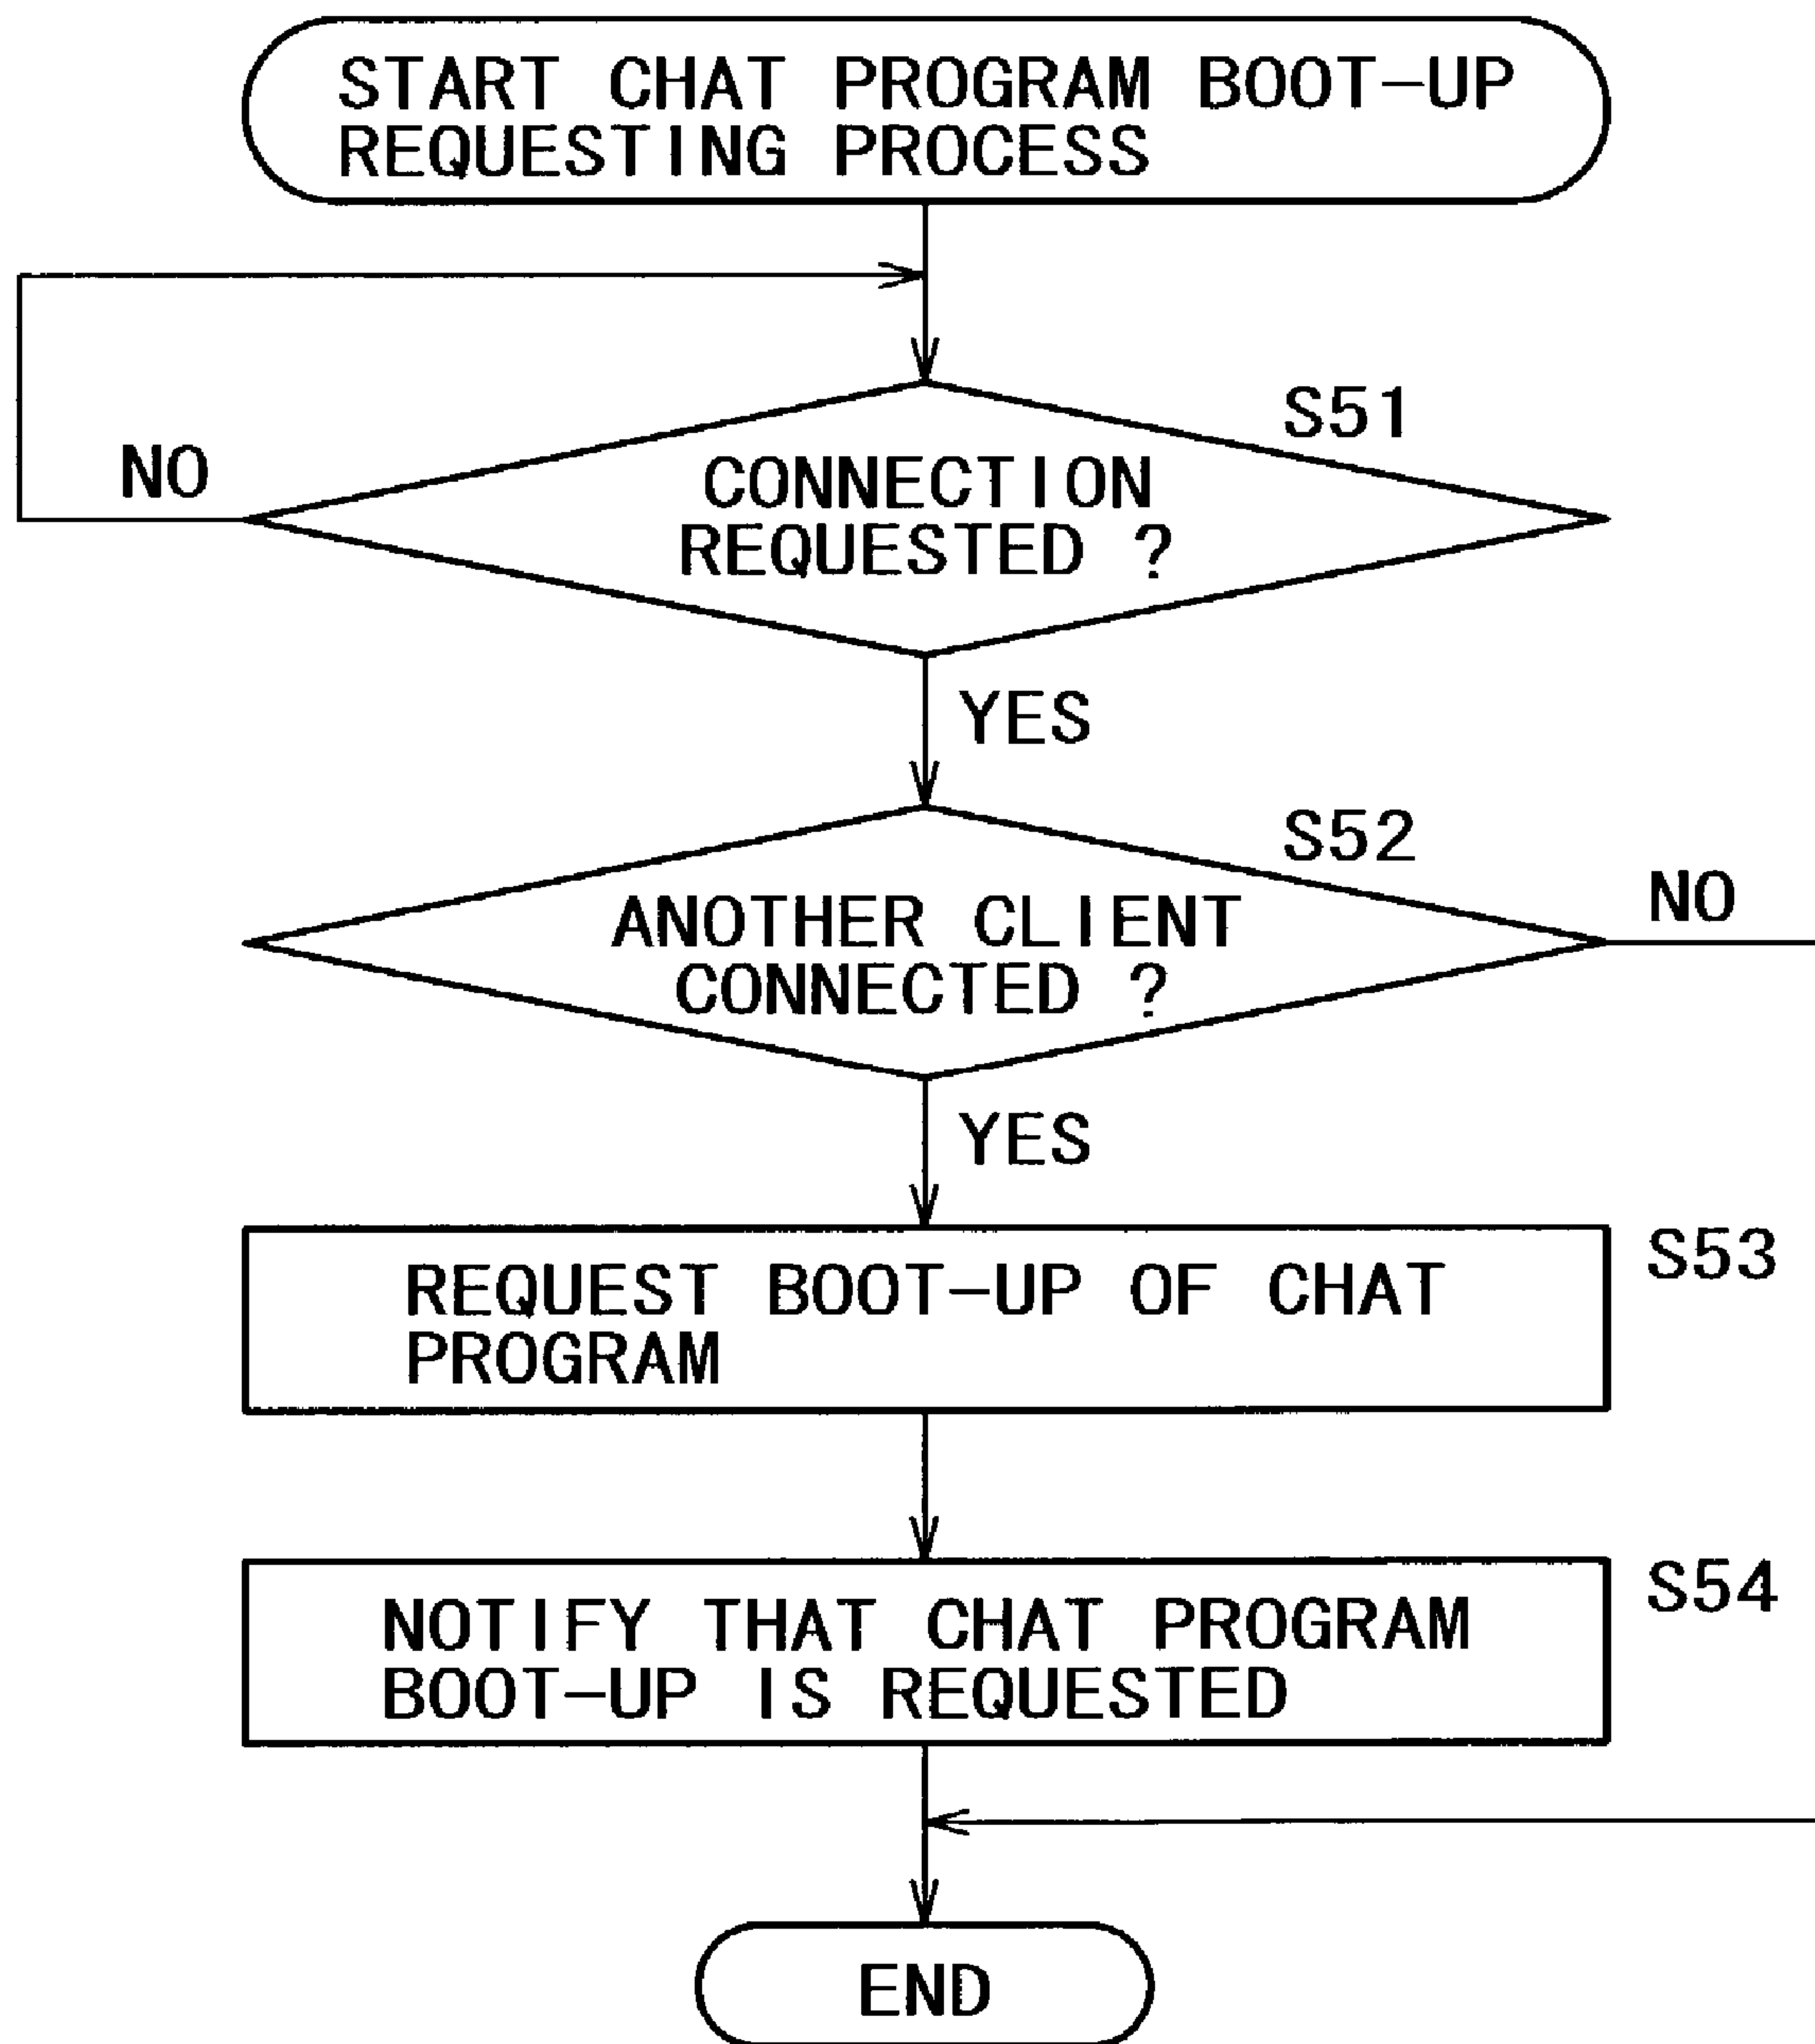 START CHAT PROGRAM BOOT-UP
REQUESTING PROCESS
S51
NO
CONNECTION
REQUESTED ?
YES
S52
NO
ANOTHER CLIENT
CONNECTED ?
YES
S53
REQUEST BOOT-UP OF CHAT
PROGRAM
S54
NOTIFY THAT CHAT PROGRAM
BOOT-UP IS REQUESTED
END